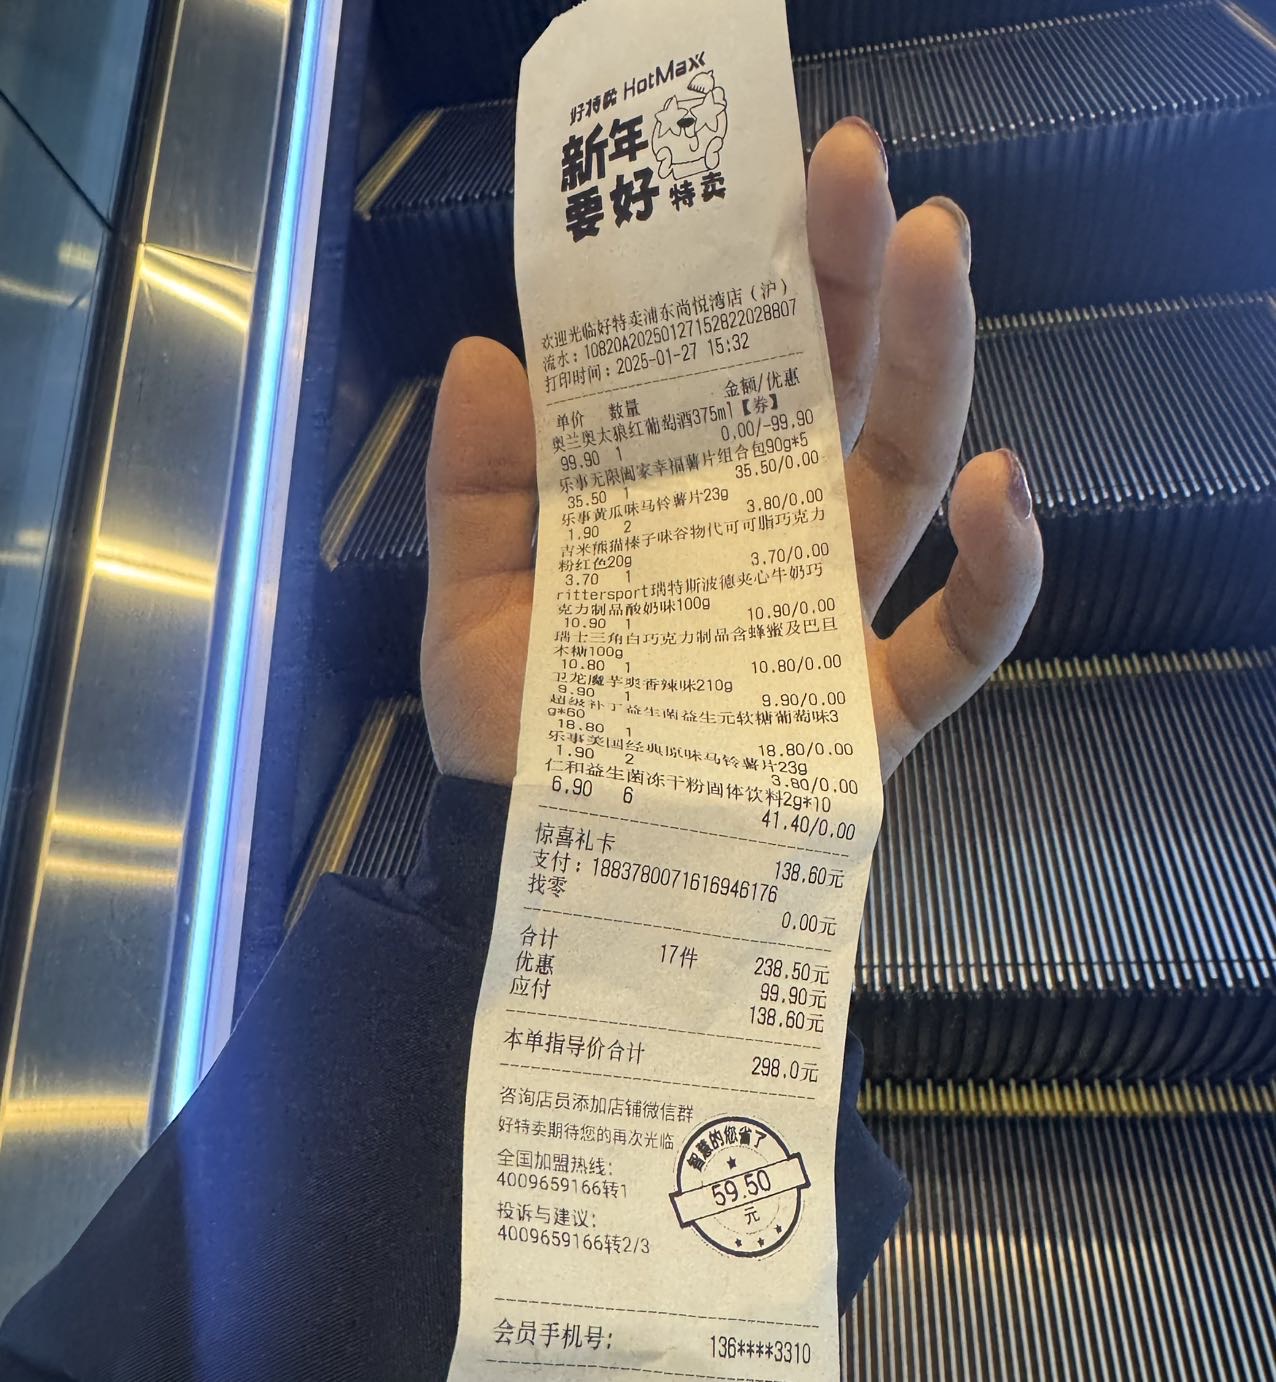 好特卖 HotMaxx
新年
要好特卖
欢迎光临好特卖浦东尚悦湾店（沪）
流水：10820A20250127152822028807
打印时间：2025-01-27 15:32
单价 数量 金额/优惠
奥兰奥太狼红葡萄酒375ml【券】
99.90 1 0.00/-99.90
乐事无限阖家幸福薯片组合包90g*5
35.50 1 35.50/0.00
乐事黄瓜味马铃薯片23g
1.90 2 3.80/0.00
吉米熊猫榛子味谷物代可可脂巧克力
粉红色20g
3.70 1 3.70/0.00
rittersport瑞特斯波德夹心牛奶巧
克力制品酸奶味100g
10.90 1 10.90/0.00
瑞士三角白巧克力制品含蜂蜜及巴旦
木糖100g
10.80 1 10.80/0.00
卫龙魔芋爽香辣味210g
9.90 1 9.90/0.00
超级补丁益生菌益生元软糖葡萄味3
g*60
18.80 1 18.80/0.00
乐事美国经典原味马铃薯片23g
1.90 2 3.80/0.00
仁和益生菌冻干粉固体饮料2g*10
6.90 6 41.40/0.00
惊喜礼卡 138.60元
支付：1883780071616946176
找零 0.00元
合计 17件 238.50元
优惠 99.90元
应付 138.60元
本单指导价合计 298.0元
咨询店员添加店铺微信群
好特卖期待您的再次光临
全国加盟热线：
4009659166转1
投诉与建议：
4009659166转2/3
智慧的您省了
59.50
元
会员手机号： 136****3310